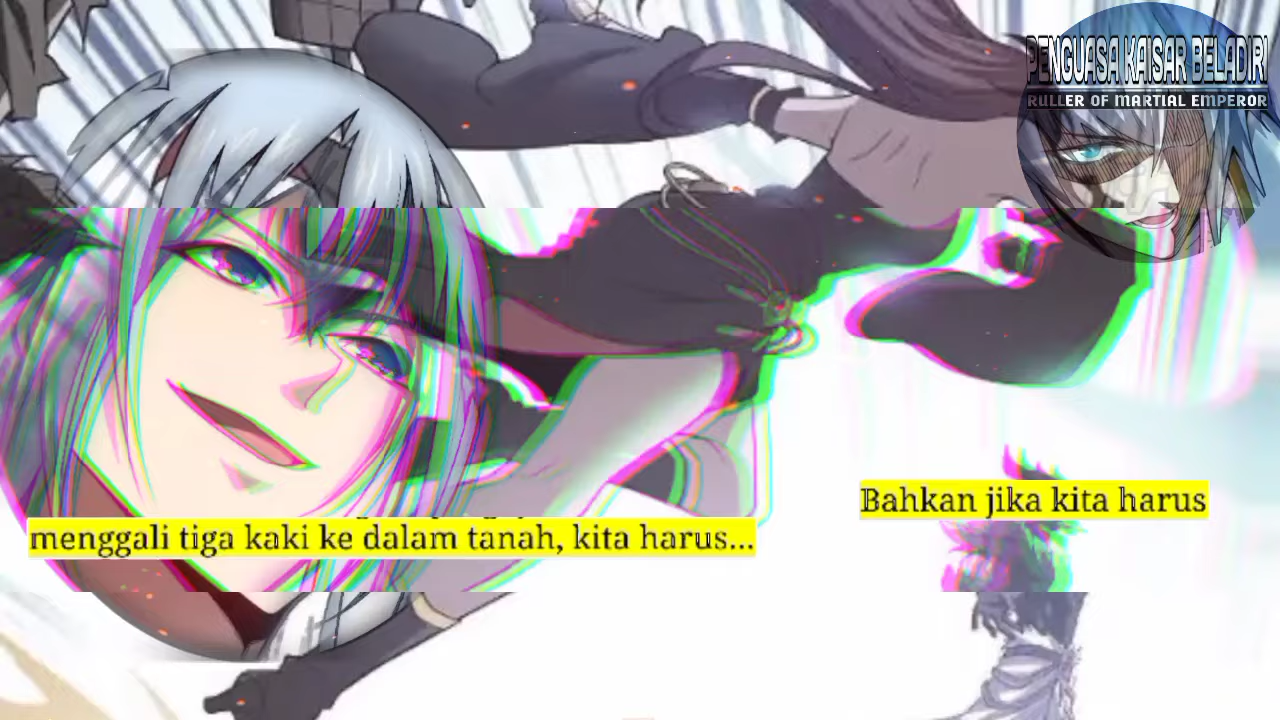 PENGUASA KAISAR BELADIRI
RULLER OF MARTIAL EMPEROR
Bahkan jika kita harus
menggali tiga kaki ke dalam tanah, kita harus...